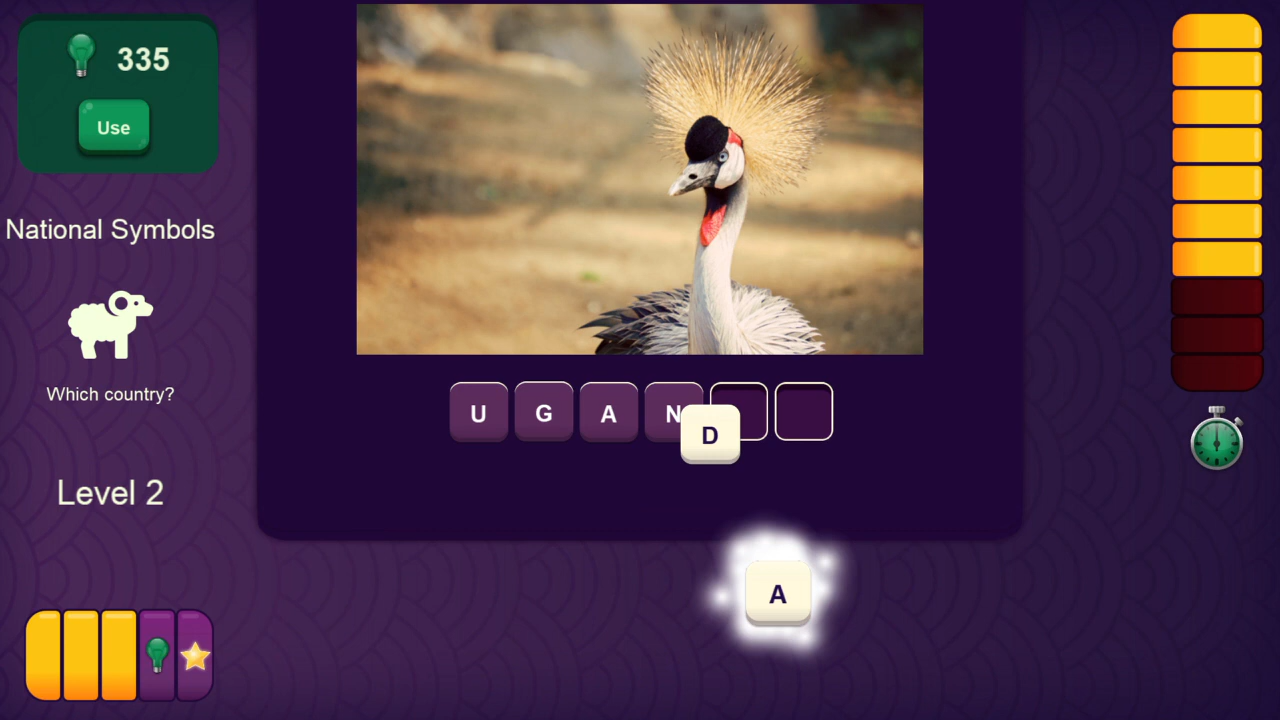 335
Use
National Symbols
Which country?
Level 2
U G A N D
A